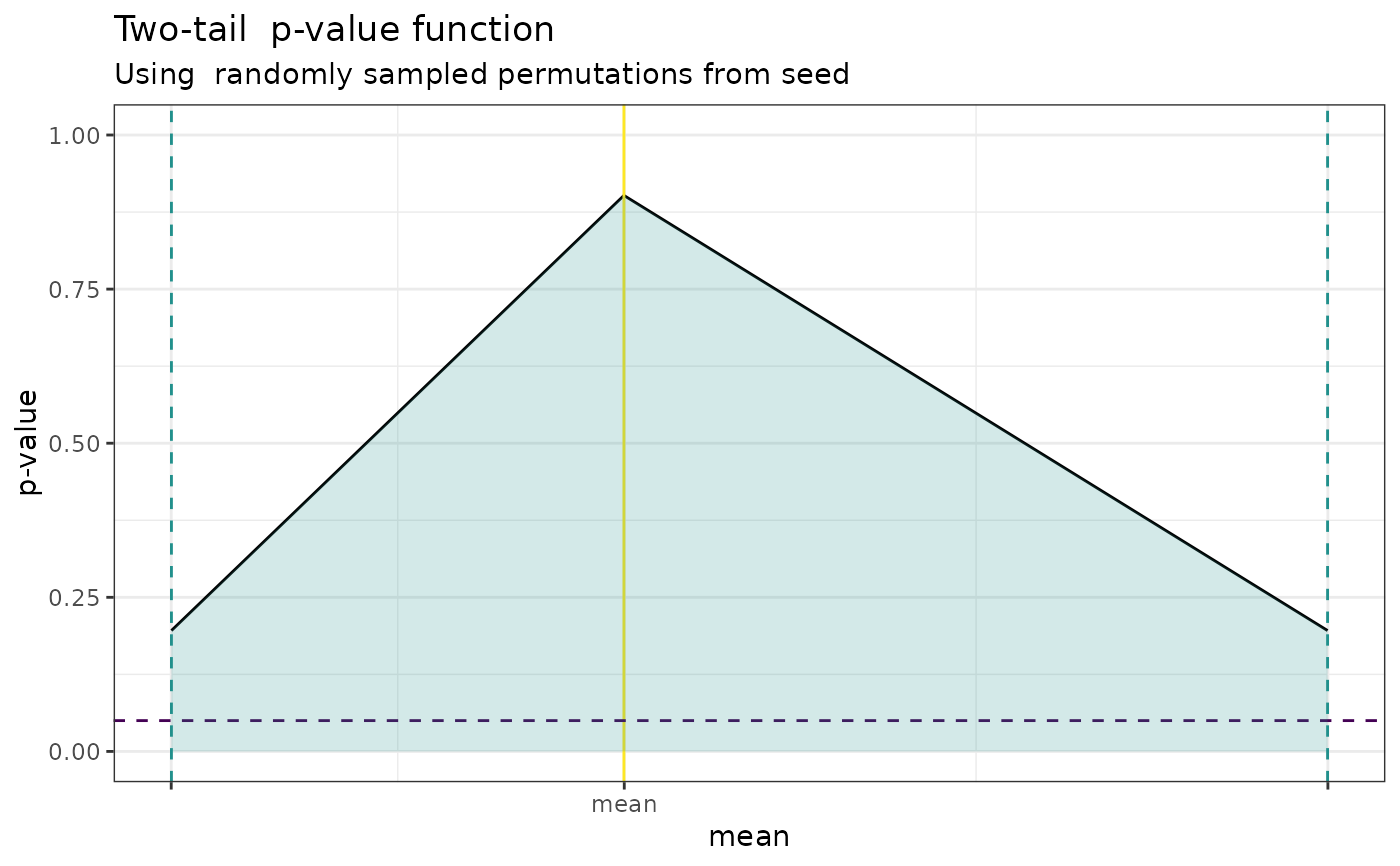 Two-tail  p-value function
Using  randomly sampled permutations from seed
1.00
0.75
0.50
0.25
0.00
p-value
mean
mean